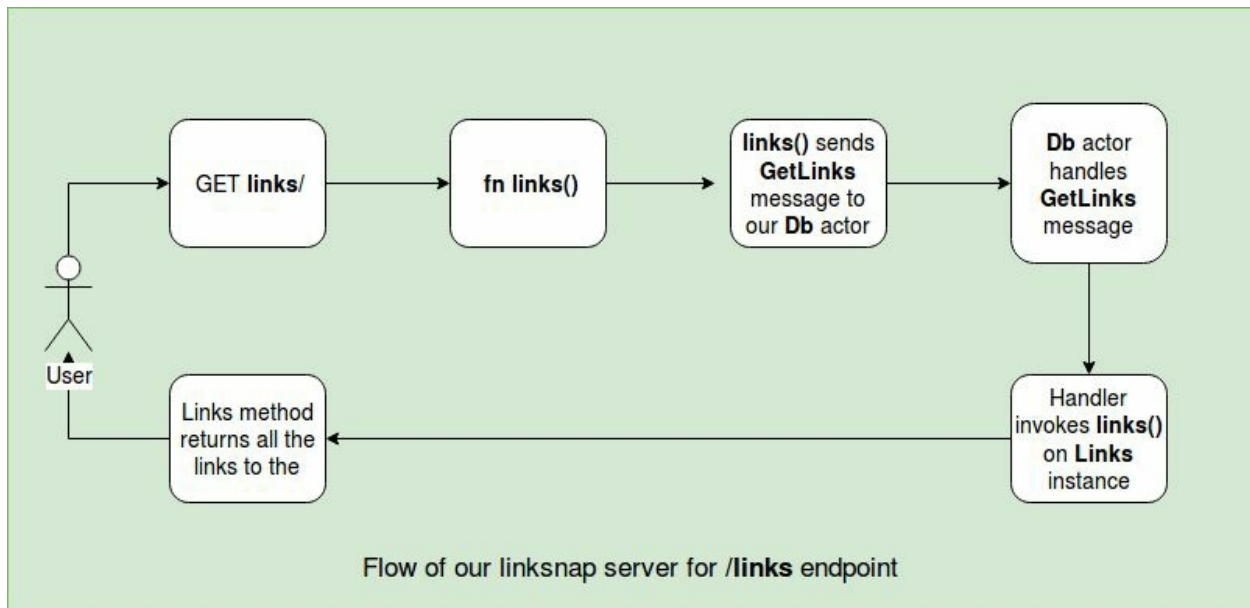 GET links/
fn links()
links() sends
GetLinks
message to
our Db actor
Db actor
handles
GetLinks
message
Handler
invokes links()
on Links
instance
Links method
returns all the
links to the
User
Flow of our linksnap server for /links endpoint